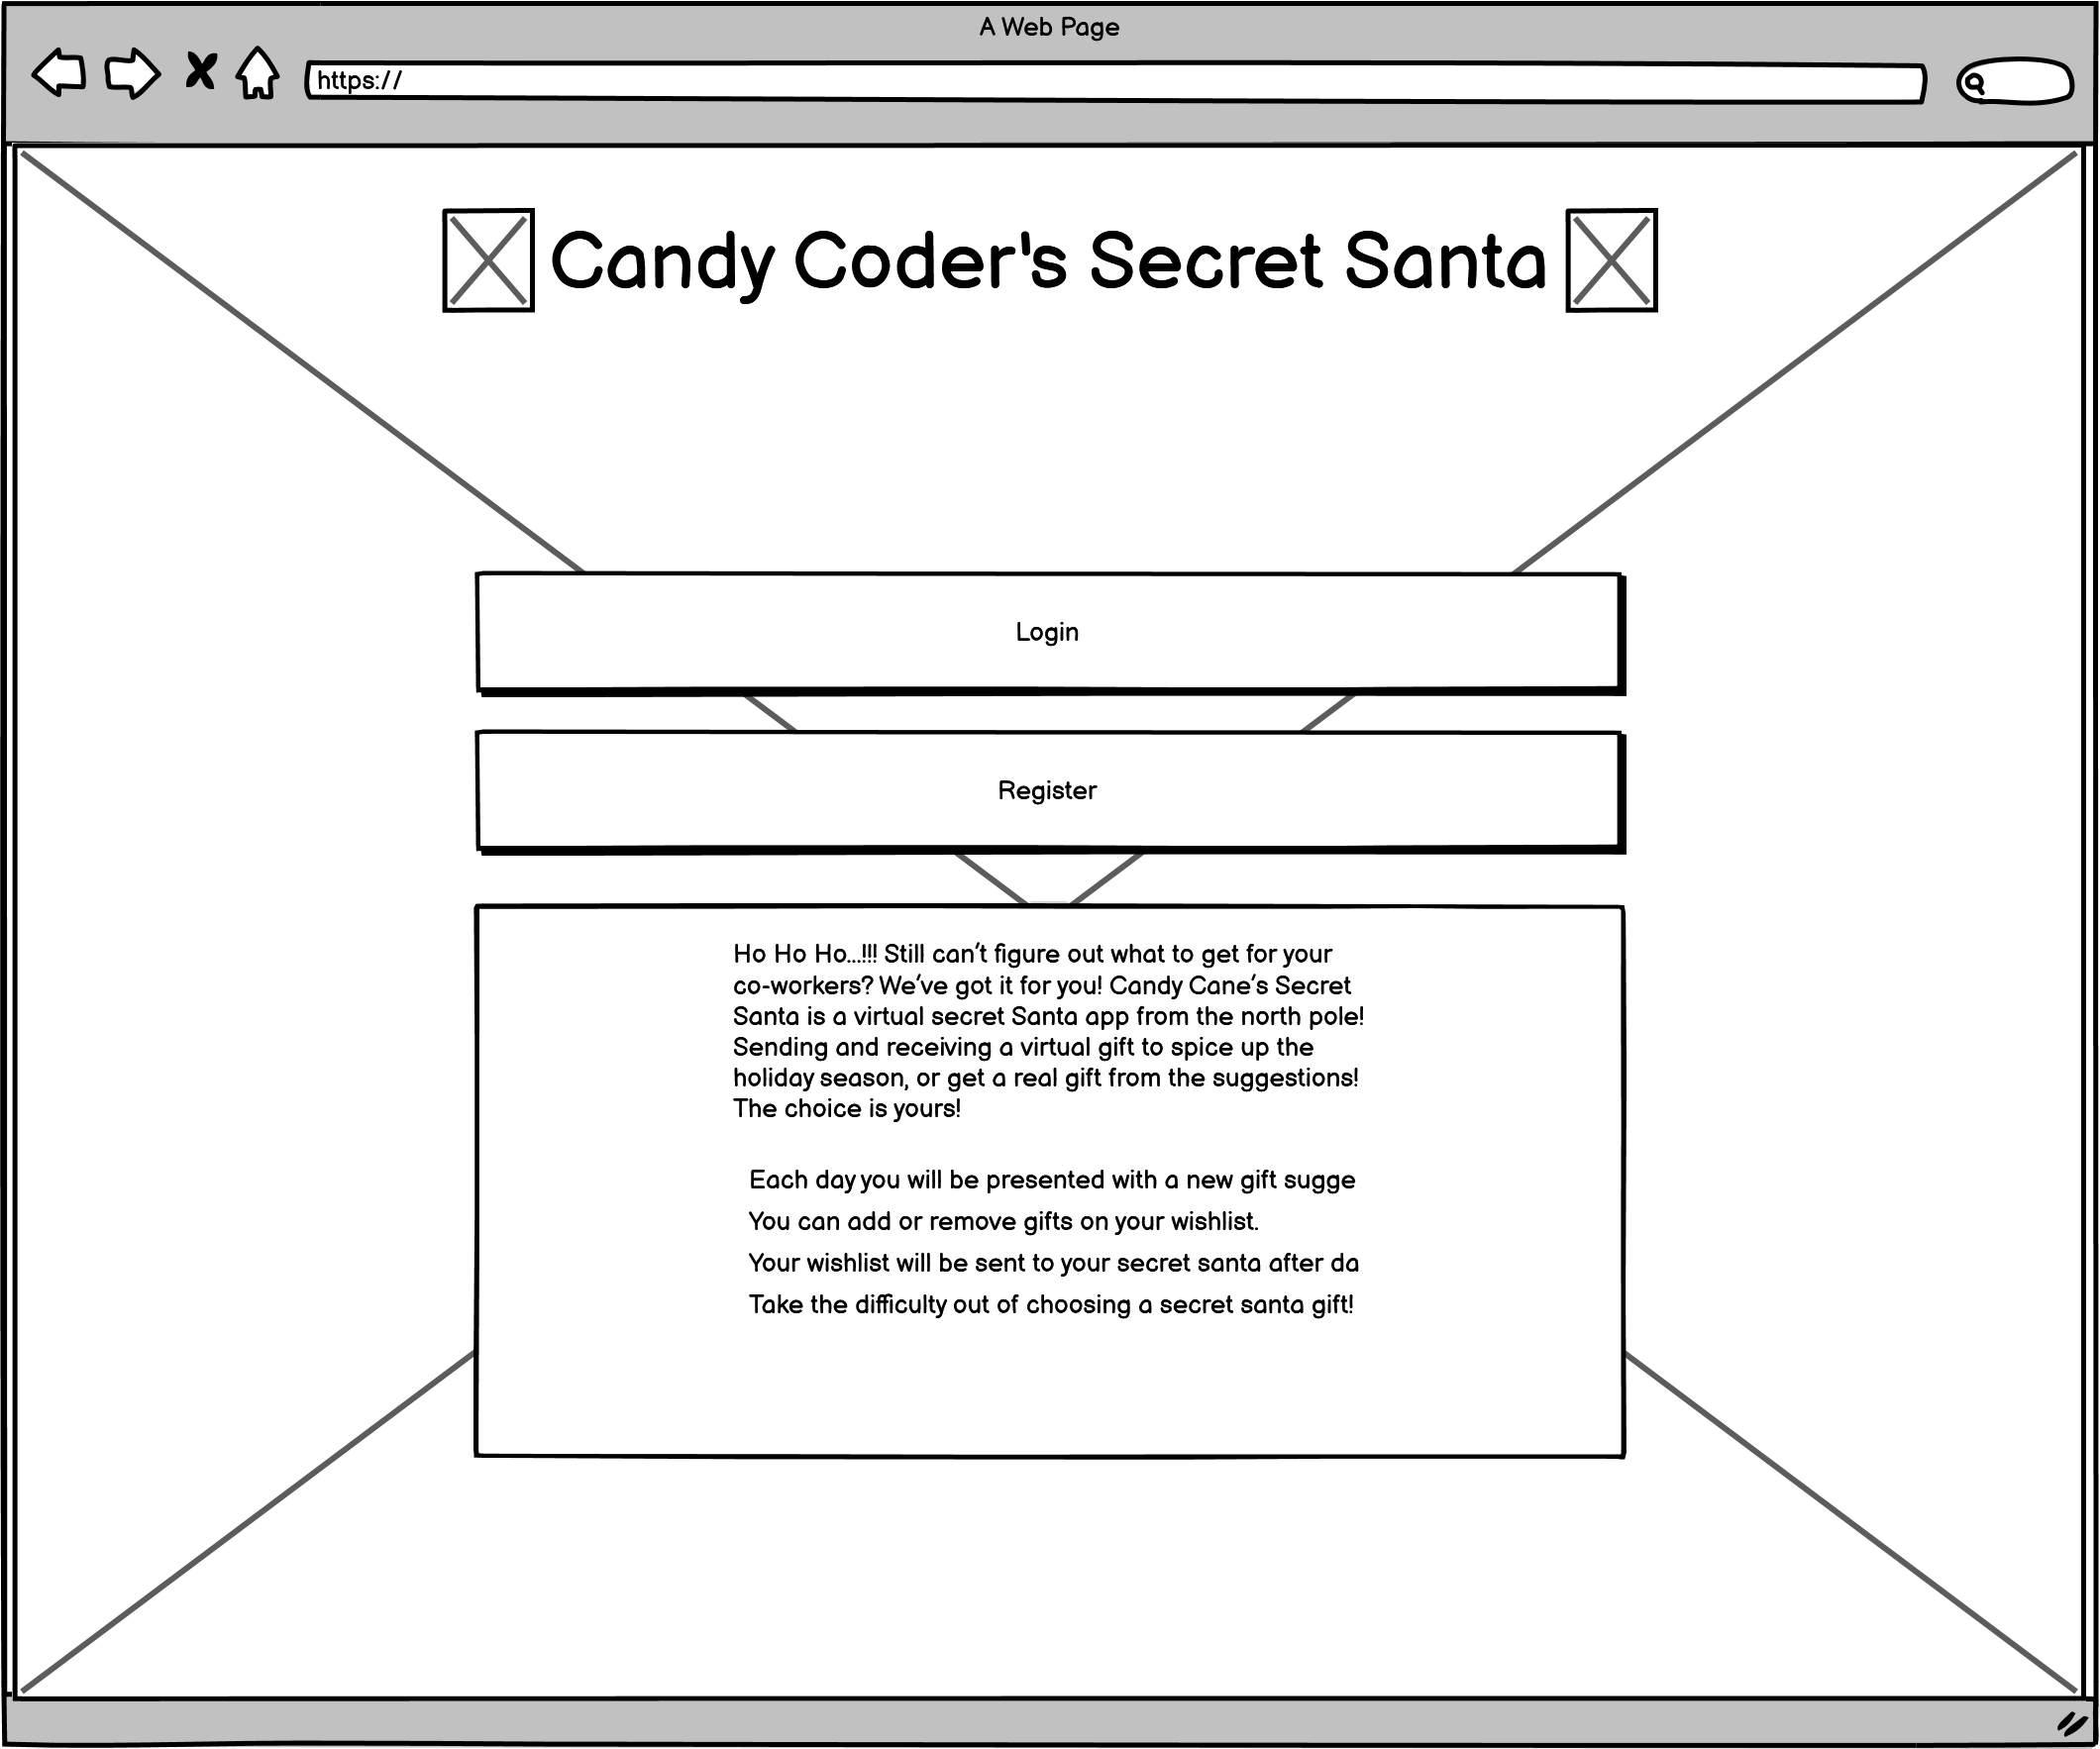 A Web Page
https://
Candy Coder's Secret Santa
Login
Register
Ho Ho Ho...!!! Still can't figure out what to get for your
co-workers? We've got it for you! Candy Cane's Secret
Santa is a virtual secret Santa app from the north pole!
Sending and receiving a virtual gift to spice up the
holiday season, or get a real gift from the suggestions!
The choice is yours!
Each day you will be presented with a new gift sugge
You can add or remove gifts on your wishlist.
Your wishlist will be sent to your secret santa after da
Take the difficulty out of choosing a secret santa gift!